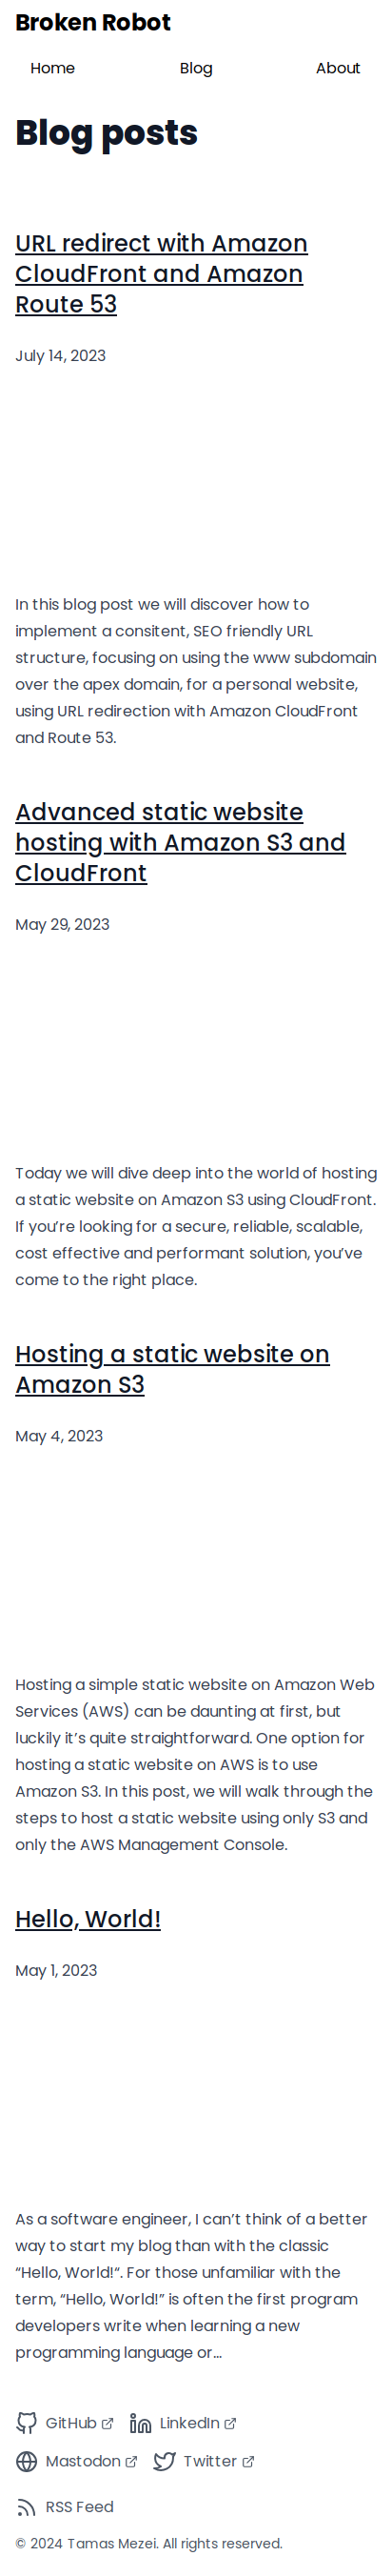 Broken Robot
Home Blog About
Blog posts
URL redirect with Amazon
CloudFront and Amazon
Route 53
July 14, 2023
In this blog post we will discover how to
implement a consitent, SEO friendly URL
structure, focusing on using the www subdomain
over the apex domain, for a personal website,
using URL redirection with Amazon CloudFront
and Route 53.
Advanced static website
hosting with Amazon S3 and
CloudFront
May 29, 2023
Today we will dive deep into the world of hosting
a static website on Amazon S3 using CloudFront.
If you’re looking for a secure, reliable, scalable,
cost effective and performant solution, you’ve
come to the right place.
Hosting a static website on
Amazon S3
May 4, 2023
Hosting a simple static website on Amazon Web
Services (AWS) can be daunting at first, but
luckily it’s quite straightforward. One option for
hosting a static website on AWS is to use
Amazon S3. In this post, we will walk through the
steps to host a static website using only S3 and
only the AWS Management Console.
Hello, World!
May 1, 2023
As a software engineer, I can’t think of a better
way to start my blog than with the classic
“Hello, World!“. For those unfamiliar with the
term, “Hello, World!” is often the first program
developers write when learning a new
programming language or...
GitHub LinkedIn
Mastodon Twitter
RSS Feed
© 2024 Tamas Mezei. All rights reserved.